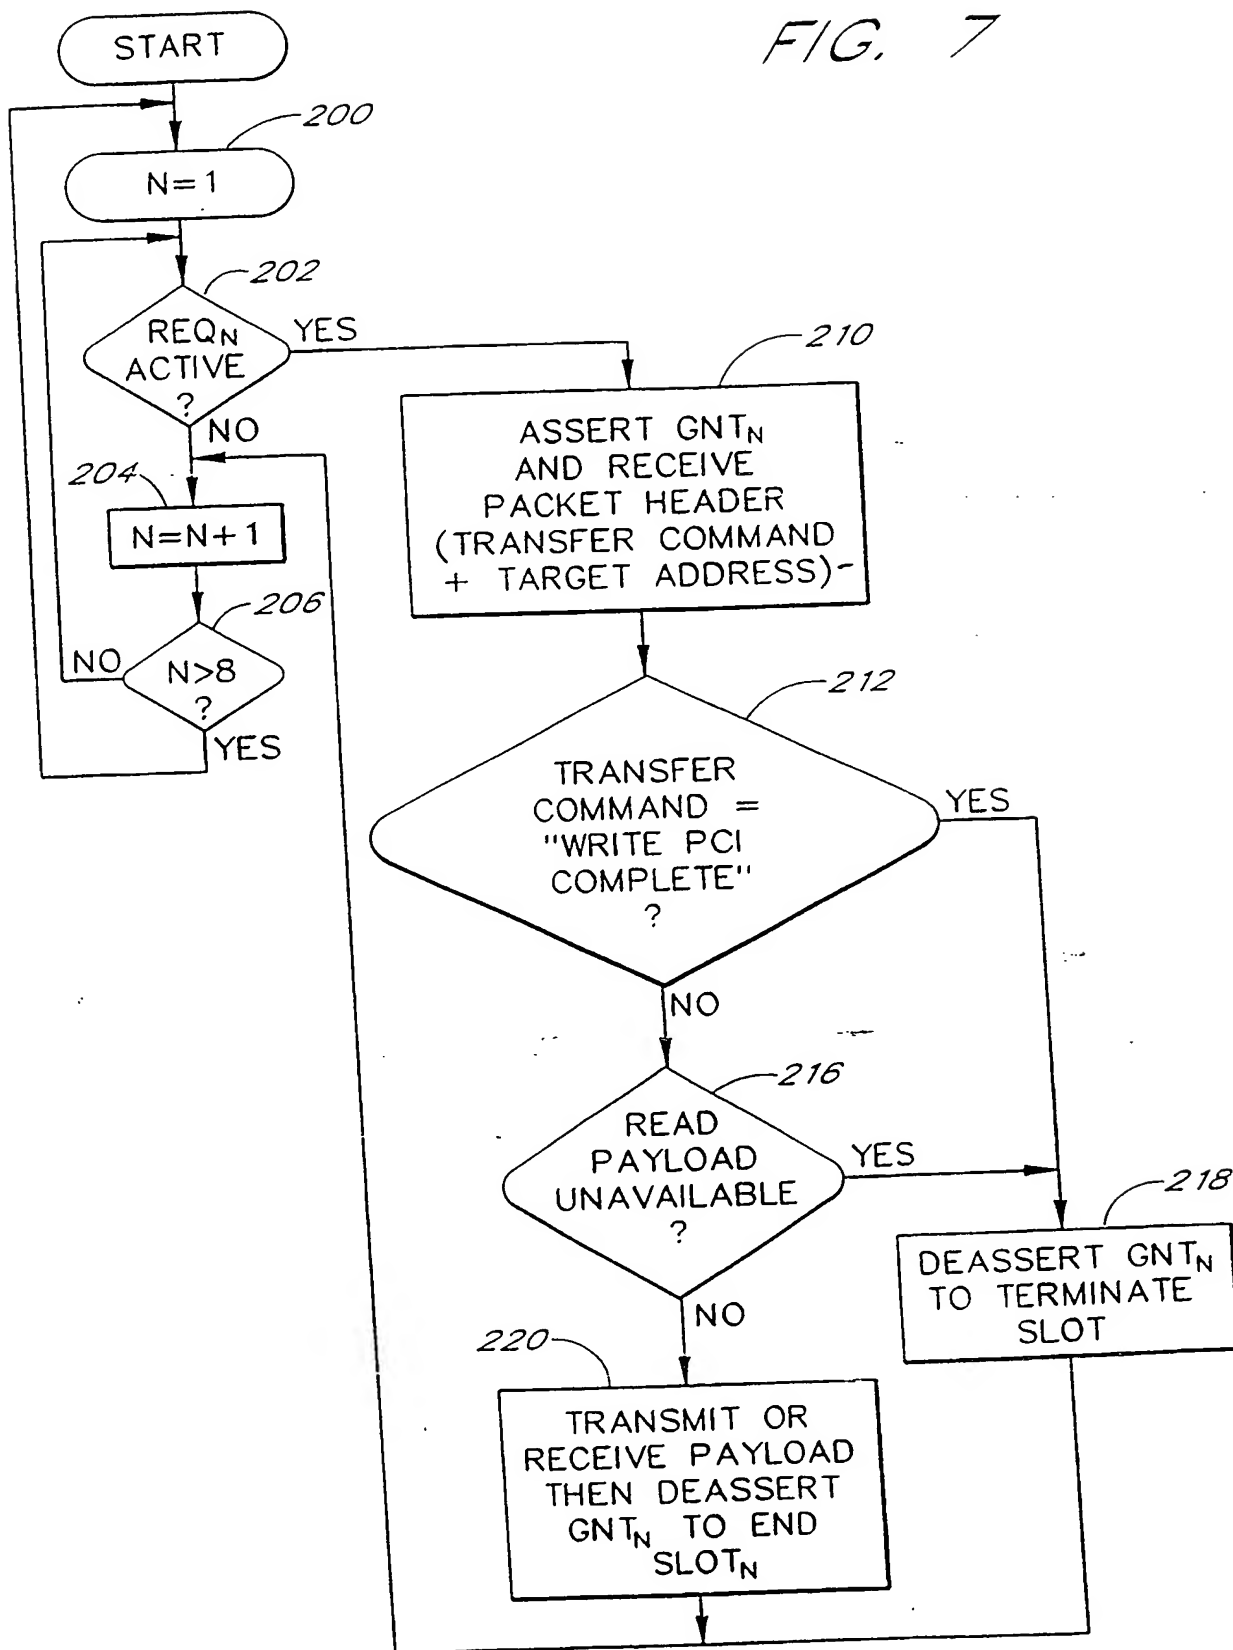 FIG. 7
START
200
N=1
202
REQN
ACTIVE
?
YES
NO
204
N=N+1
206
N>8
?
NO
YES
210
ASSERT GNTN
AND RECEIVE
PACKET HEADER
(TRANSFER COMMAND
+ TARGET ADDRESS)
212
TRANSFER
COMMAND =
"WRITE PCI
COMPLETE"
?
YES
NO
216
READ
PAYLOAD
UNAVAILABLE
?
YES
NO
218
DEASSERT GNTN
TO TERMINATE
SLOT
220
TRANSMIT OR
RECEIVE PAYLOAD
THEN DEASSERT
GNTN TO END
SLOTN